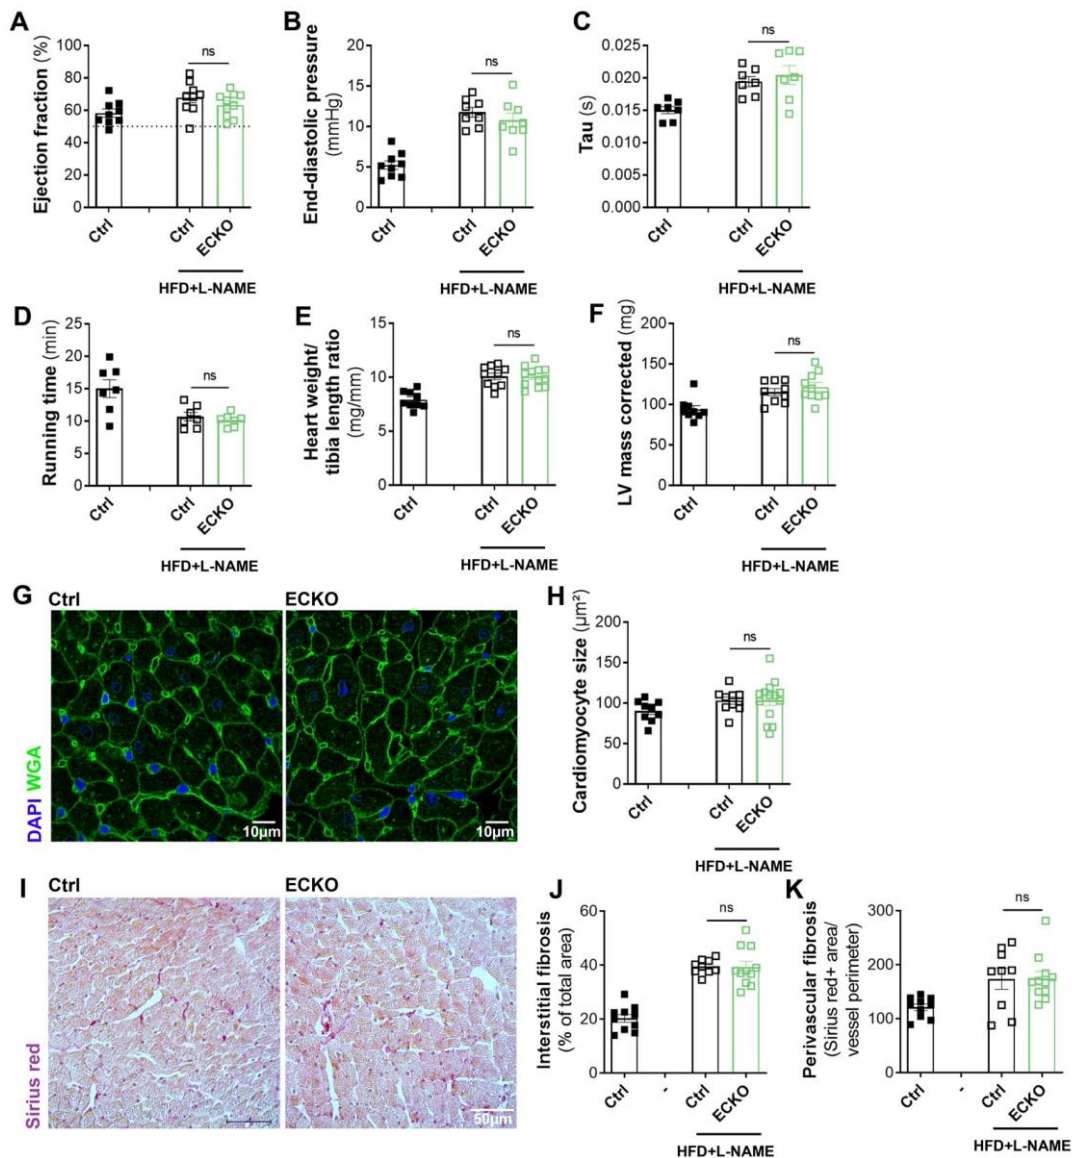 A
Ejection fraction (%)
100
80
60
40
20
0
ns
Ctrl
Ctrl
ECKO
HFD+L-NAME
B
End-diastolic pressure
(mmHg)
20
15
10
5
0
ns
Ctrl
Ctrl
ECKO
HFD+L-NAME
C
Tau (s)
0.025
0.020
0.015
0.010
0.005
0.000
ns
Ctrl
Ctrl
ECKO
HFD+L-NAME
D
Running time (min)
25
20
15
10
5
0
ns
Ctrl
Ctrl
ECKO
HFD+L-NAME
E
Heart weight/
tibia length ratio
(mg/mm)
15
10
5
0
ns
Ctrl
Ctrl
ECKO
HFD+L-NAME
F
LV mass corrected (mg)
200
150
100
50
0
ns
Ctrl
Ctrl
ECKO
HFD+L-NAME
G
Ctrl
ECKO
DAPI WGA
10µm
10µm
H
Cardiomyocyte size (µm²)
200
150
100
50
0
ns
Ctrl
Ctrl
ECKO
HFD+L-NAME
I
Ctrl
ECKO
Sirius red
50µm
J
Interstitial fibrosis
(% of total area)
60
40
20
0
ns
Ctrl
-
Ctrl
ECKO
HFD+L-NAME
K
Perivascular fibrosis
(Sirius red+ area/
vessel perimeter)
300
200
100
0
ns
Ctrl
-
Ctrl
ECKO
HFD+L-NAME